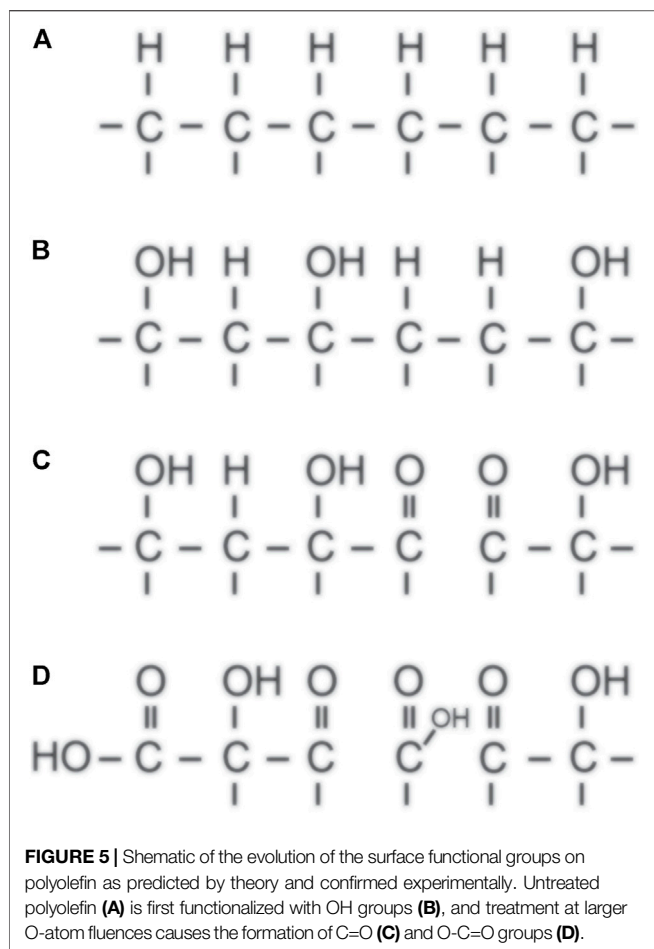 A
H H H H H H
– C – C – C – C – C – C –
B
OH H OH H H OH
– C – C – C – C – C – C –
C
OH H OH O O OH
– C – C – C – C C – C –
D
O OH O O O OH
OH
HO – C – C – C C C – C –
FIGURE 5 | Shematic of the evolution of the surface functional groups on
polyolefin as predicted by theory and confirmed experimentally. Untreated
polyolefin (A) is first functionalized with OH groups (B), and treatment at larger
O-atom fluences causes the formation of C=O (C) and O-C=O groups (D).